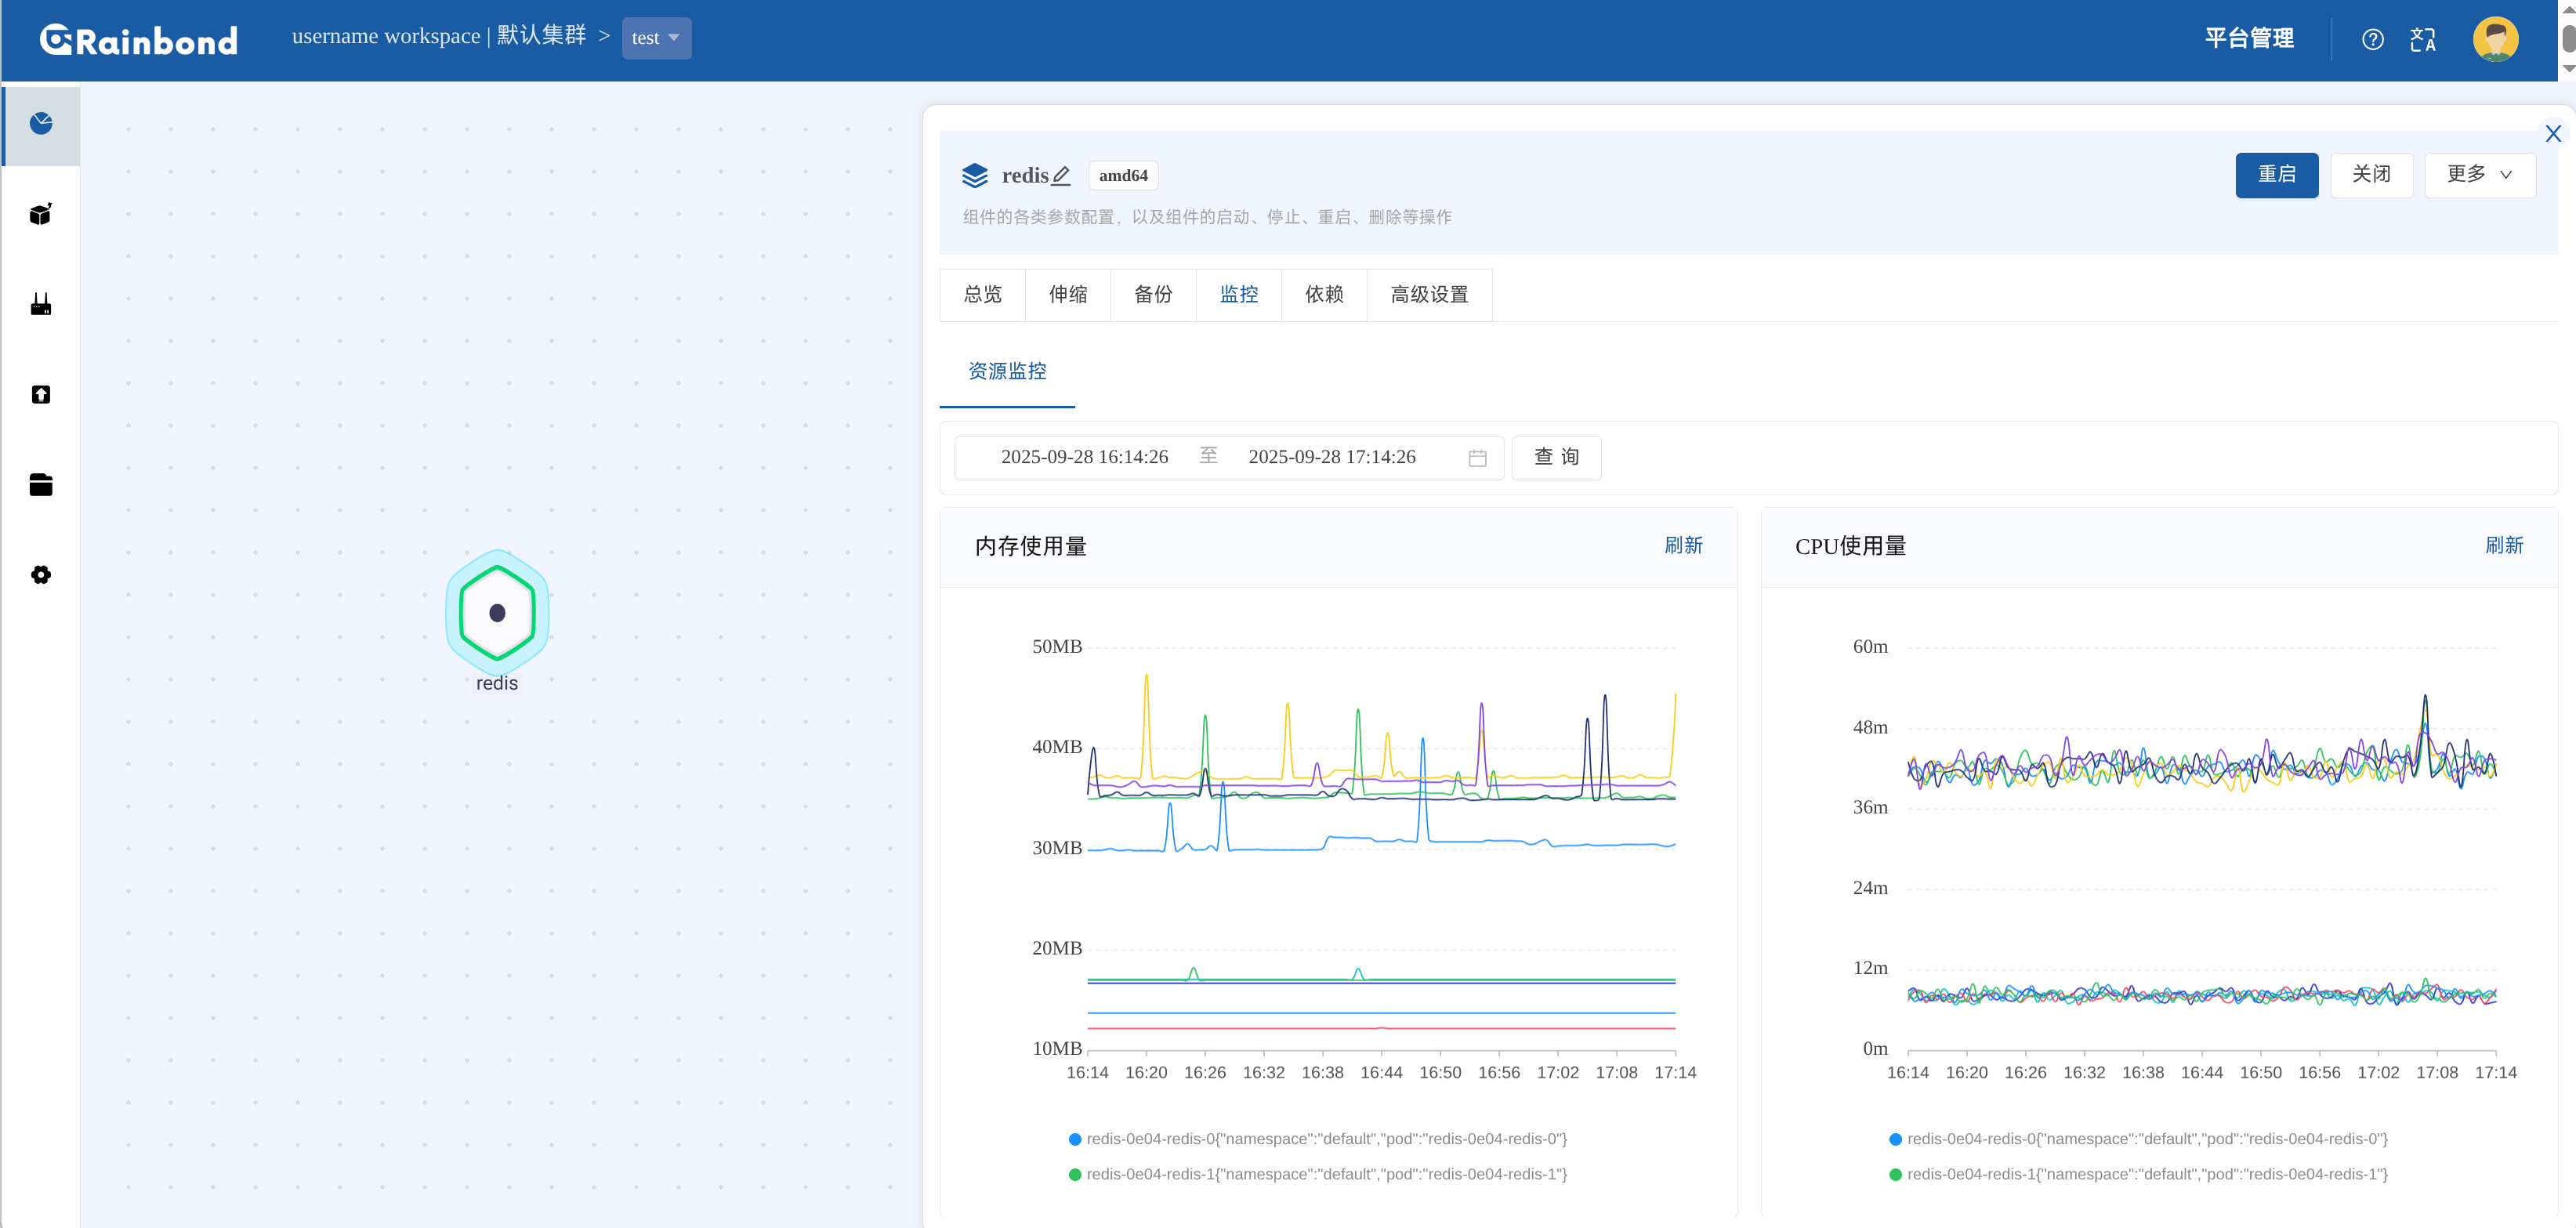 Rainbond
username workspace | 默认集群 > test
平台管理
redis amd64
重启 关闭 更多
组件的各类参数配置，以及组件的启动、停止、重启、删除等操作
总览 伸缩 备份 监控 依赖 高级设置
资源监控
2025-09-28 16:14:26 至 2025-09-28 17:14:26 查 询
内存使用量 刷新
50MB
40MB
30MB
20MB
10MB
16:14 16:20 16:26 16:32 16:38 16:44 16:50 16:56 17:02 17:08 17:14
redis-0e04-redis-0{"namespace":"default","pod":"redis-0e04-redis-0"}
redis-0e04-redis-1{"namespace":"default","pod":"redis-0e04-redis-1"}
CPU使用量 刷新
60m
48m
36m
24m
12m
0m
16:14 16:20 16:26 16:32 16:38 16:44 16:50 16:56 17:02 17:08 17:14
redis-0e04-redis-0{"namespace":"default","pod":"redis-0e04-redis-0"}
redis-0e04-redis-1{"namespace":"default","pod":"redis-0e04-redis-1"}
redis